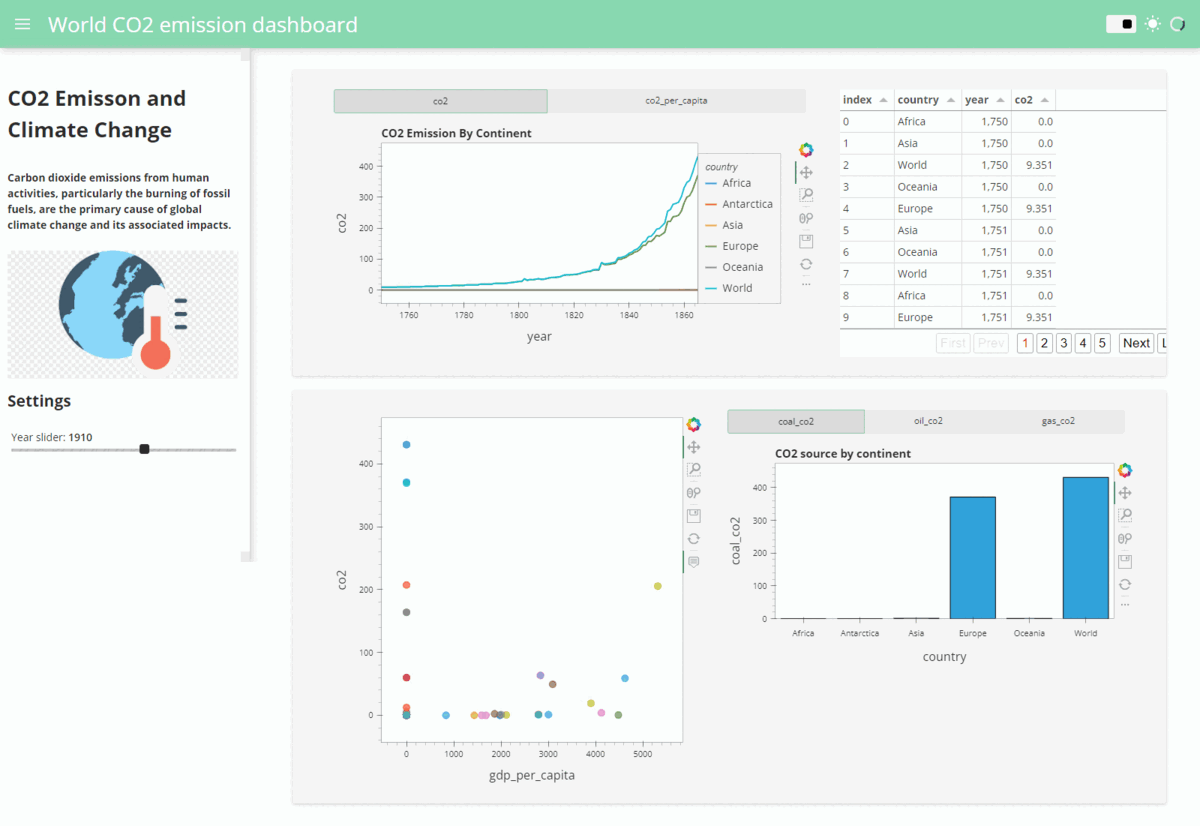 World CO2 emission dashboard
CO2 Emisson and
Climate Change
Carbon dioxide emissions from human
activities, particularly the burning of fossil
fuels, are the primary cause of global
climate change and its associated impacts.
Settings
Year slider: 1910
co2 co2_per_capita
CO2 Emission By Continent
co2
400
300
200
100
0
1760 1780 1800 1820 1840 1860
year
country
Africa
Antarctica
Asia
Europe
Oceania
World
index country year co2
0 Africa 1,750 0.0
1 Asia 1,750 0.0
2 World 1,750 9.351
3 Oceania 1,750 0.0
4 Europe 1,750 9.351
5 Asia 1,751 0.0
6 Oceania 1,751 0.0
7 World 1,751 9.351
8 Africa 1,751 0.0
9 Europe 1,751 9.351
First Prev 1 2 3 4 5 Next L
co2
400
300
200
100
0
0 1000 2000 3000 4000 5000
gdp_per_capita
coal_co2 oil_co2 gas_co2
CO2 source by continent
coal_co2
400
300
200
100
0
Africa Antarctica Asia Europe Oceania World
country